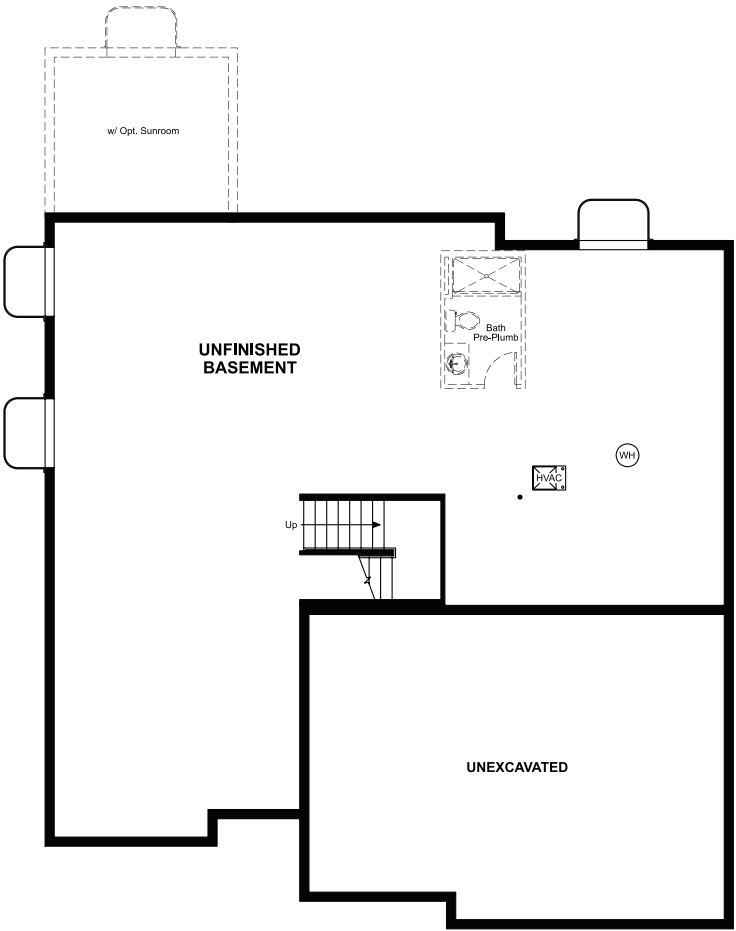 w/ Opt. Sunroom
UNFINISHED
BASEMENT
Bath
Pre-Plumb
WH
HVAC
Up
UNEXCAVATED